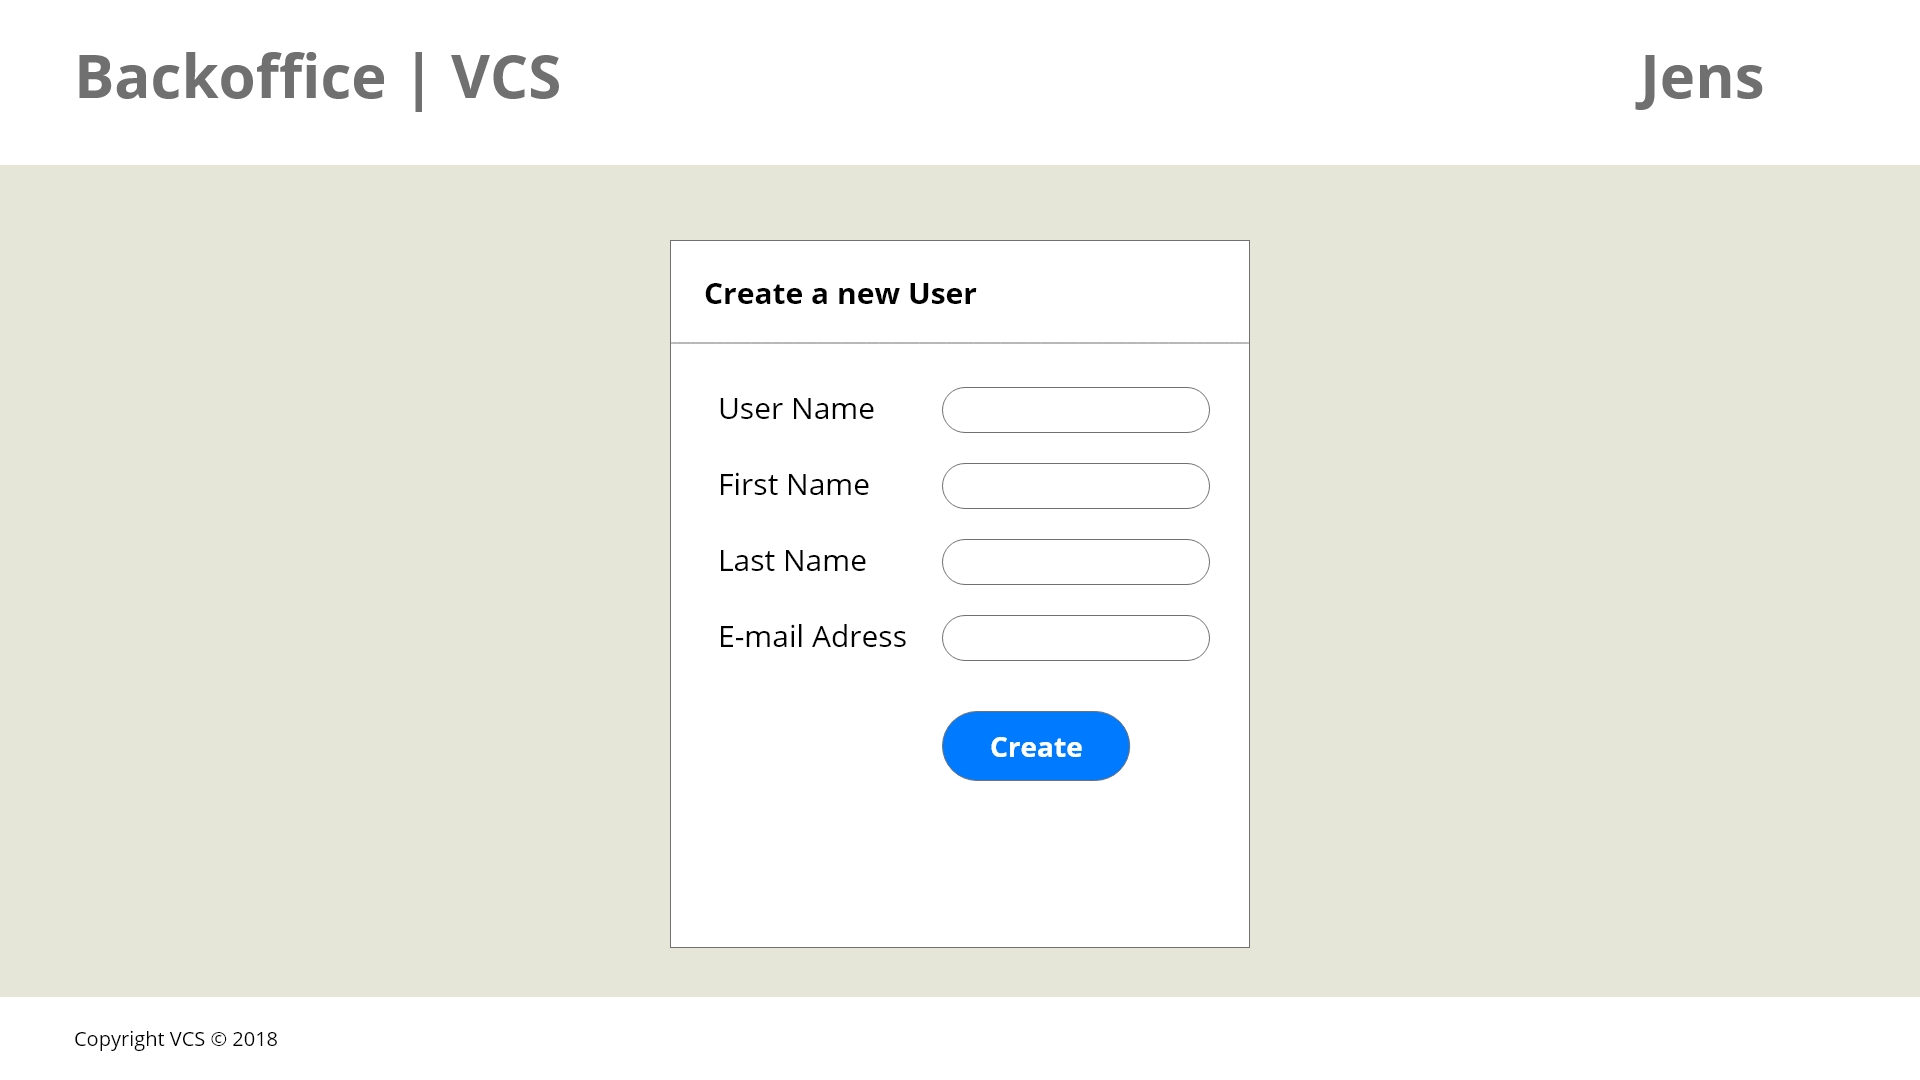 Backoffice | VCS
Jens
Create a new User
User Name
First Name
Last Name
E-mail Adress
Create
Copyright VCS © 2018